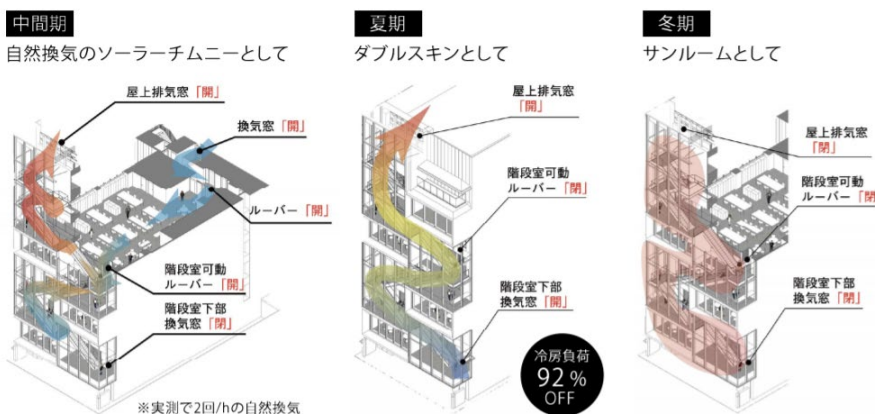 中間期
自然換気のソーラーチムニーとして
屋上排気窓「開」
換気窓「開」
ルーバー「開」
階段室可動
ルーバー「開」
階段室下部
換気窓「閉」
※実測で2回/hの自然換気
夏期
ダブルスキンとして
屋上排気窓
「開」
階段室可動
ルーバー「閉」
階段室下部
換気窓「開」
冷房負荷
92%
OFF
冬期
サンルームとして
屋上排気窓
「閉」
階段室可動
ルーバー「閉
階段室下部
換気窓「閉」